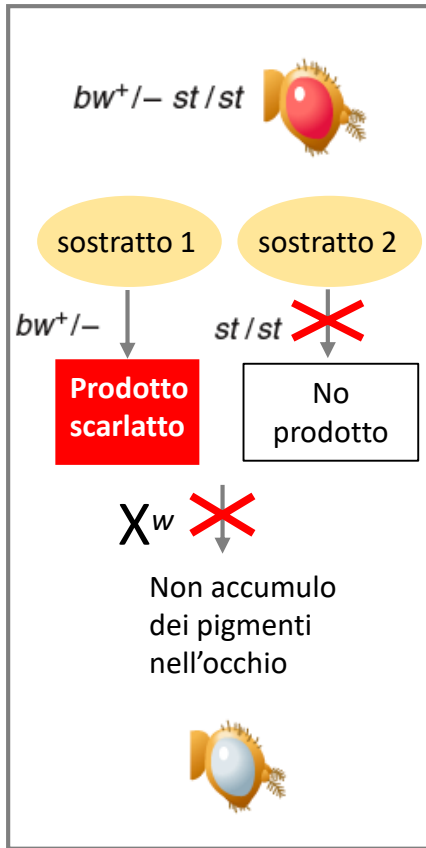 bw⁺/– st/st
sostratto 1
sostratto 2
bw⁺/–
st/st
Prodotto
scarlatto
No
prodotto
Xʷ
Non accumulo
dei pigmenti
nell'occhio